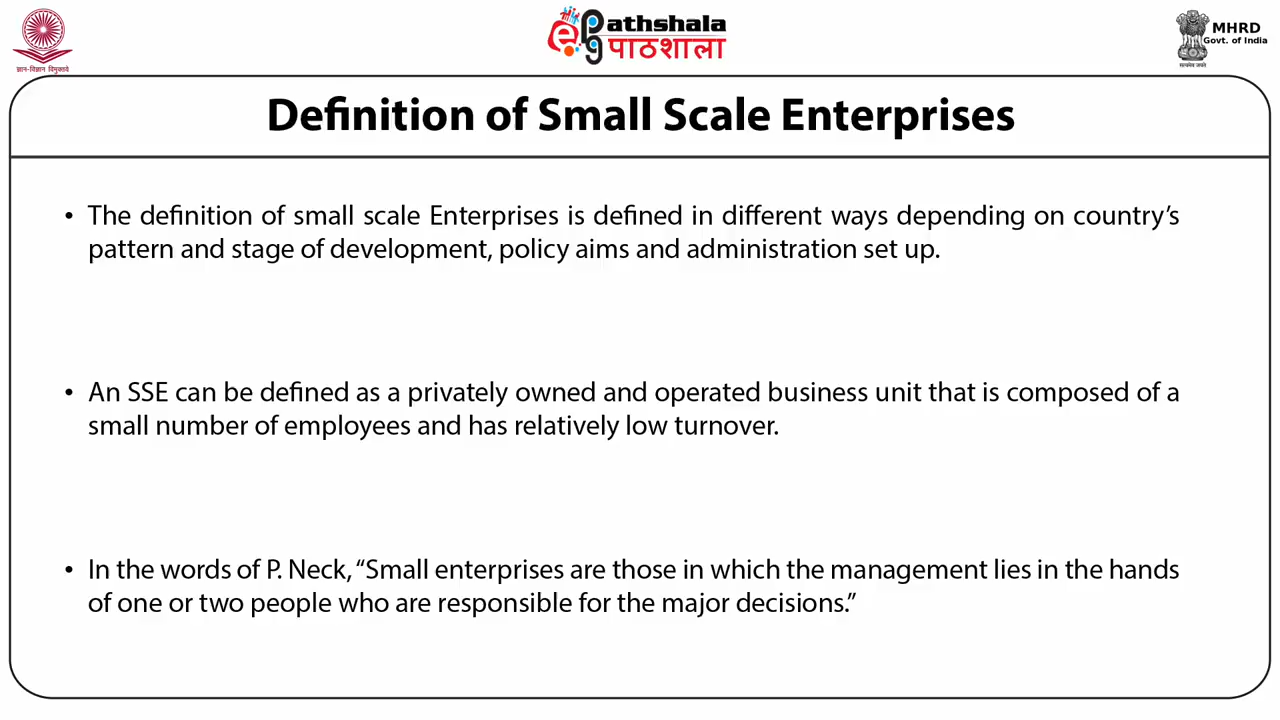 ज्ञान-विज्ञान विमुक्तये
ePathshala
पाठशाला
MHRD
Govt. of India
सत्यमेव जयते
Definition of Small Scale Enterprises
• The definition of small scale Enterprises is defined in different ways depending on country’s
pattern and stage of development, policy aims and administration set up.
• An SSE can be defined as a privately owned and operated business unit that is composed of a
small number of employees and has relatively low turnover.
• In the words of P. Neck, “Small enterprises are those in which the management lies in the hands
of one or two people who are responsible for the major decisions.”